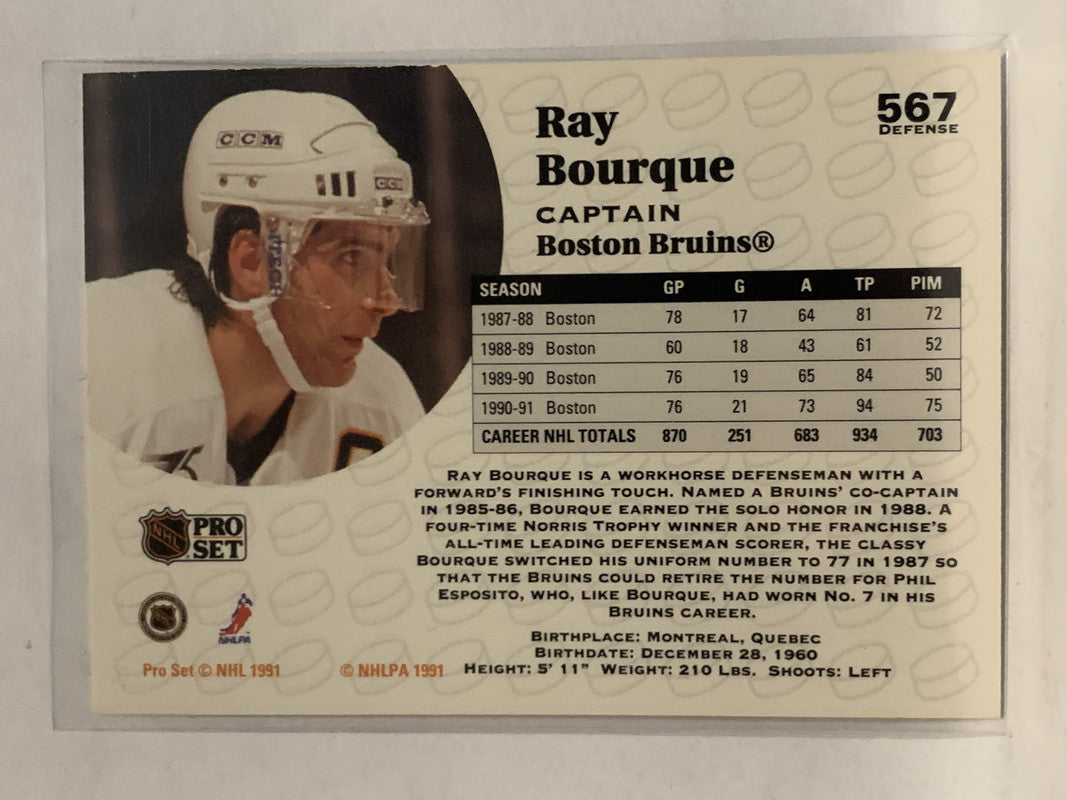 CCM
CCM
Ray
Bourque
CAPTAIN
Boston Bruins®
567
DEFENSE
SEASON GP G A TP PIM
1987-88 Boston 78 17 64 81 72
1988-89 Boston 60 18 43 61 52
1989-90 Boston 76 19 65 84 50
1990-91 Boston 76 21 73 94 75
CAREER NHL TOTALS 870 251 683 934 703
RAY BOURQUE IS A WORKHORSE DEFENSEMAN WITH A
FORWARD'S FINISHING TOUCH. NAMED A BRUINS' CO-CAPTAIN
IN 1985-86, BOURQUE EARNED THE SOLO HONOR IN 1988. A
FOUR-TIME NORRIS TROPHY WINNER AND THE FRANCHISE'S
ALL-TIME LEADING DEFENSEMAN SCORER, THE CLASSY
BOURQUE SWITCHED HIS UNIFORM NUMBER TO 77 IN 1987 SO
THAT THE BRUINS COULD RETIRE THE NUMBER FOR PHIL
ESPOSITO, WHO, LIKE BOURQUE, HAD WORN NO. 7 IN HIS
BRUINS CAREER.
BIRTHPLACE: MONTREAL, QUEBEC
BIRTHDATE: DECEMBER 28, 1960
HEIGHT: 5' 11" WEIGHT: 210 LBS. SHOOTS: LEFT
NHL
PRO
SET
NHLPA
Pro Set © NHL 1991
© NHLPA 1991